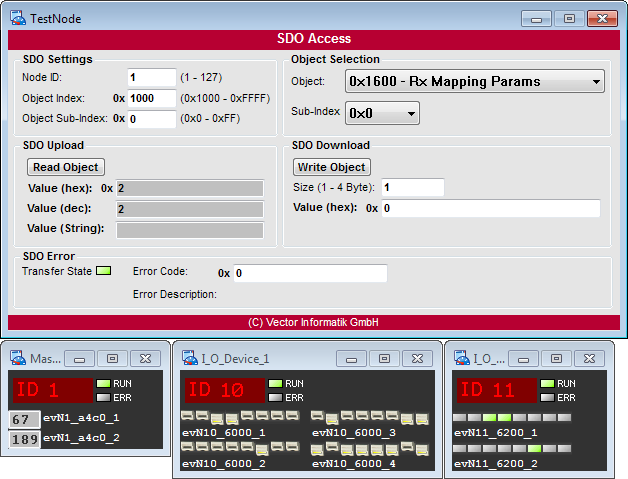 TestNode
SDO Access
SDO Settings
Node ID: 1 (1 - 127)
Object Index: 0x 1000 (0x1000 - 0xFFFF)
Object Sub-Index: 0x 0 (0x0 - 0xFF)
Object Selection
Object: 0x1600 - Rx Mapping Params
Sub-Index 0x0
SDO Upload
Read Object
Value (hex): 0x 2
Value (dec): 2
Value (String):
SDO Download
Write Object
Size (1 - 4 Byte): 1
Value (hex): 0x 0
SDO Error
Transfer State Error Code: 0x 0
Error Description:
(C) Vector Informatik GmbH
Mas...
ID 1 RUN
ERR
67 evN1_a4c0_1
189 evN1_a4c0_2
I_O_Device_1
ID 10 RUN
ERR
evN10_6000_1 evN10_6000_3
evN10_6000_2 evN10_6000_4
I_O_...
ID 11 RUN
ERR
evN11_6200_1
evN11_6200_2